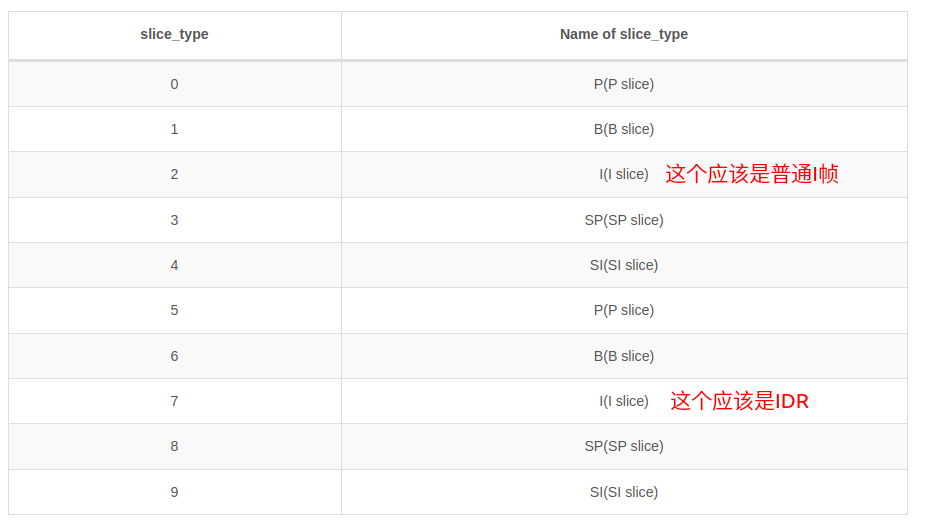 slice_type Name of slice_type
0 P(P slice)
1 B(B slice)
2 I(I slice) 这个应该是普通I帧
3 SP(SP slice)
4 SI(SI slice)
5 P(P slice)
6 B(B slice)
7 I(I slice) 这个应该是IDR
8 SP(SP slice)
9 SI(SI slice)